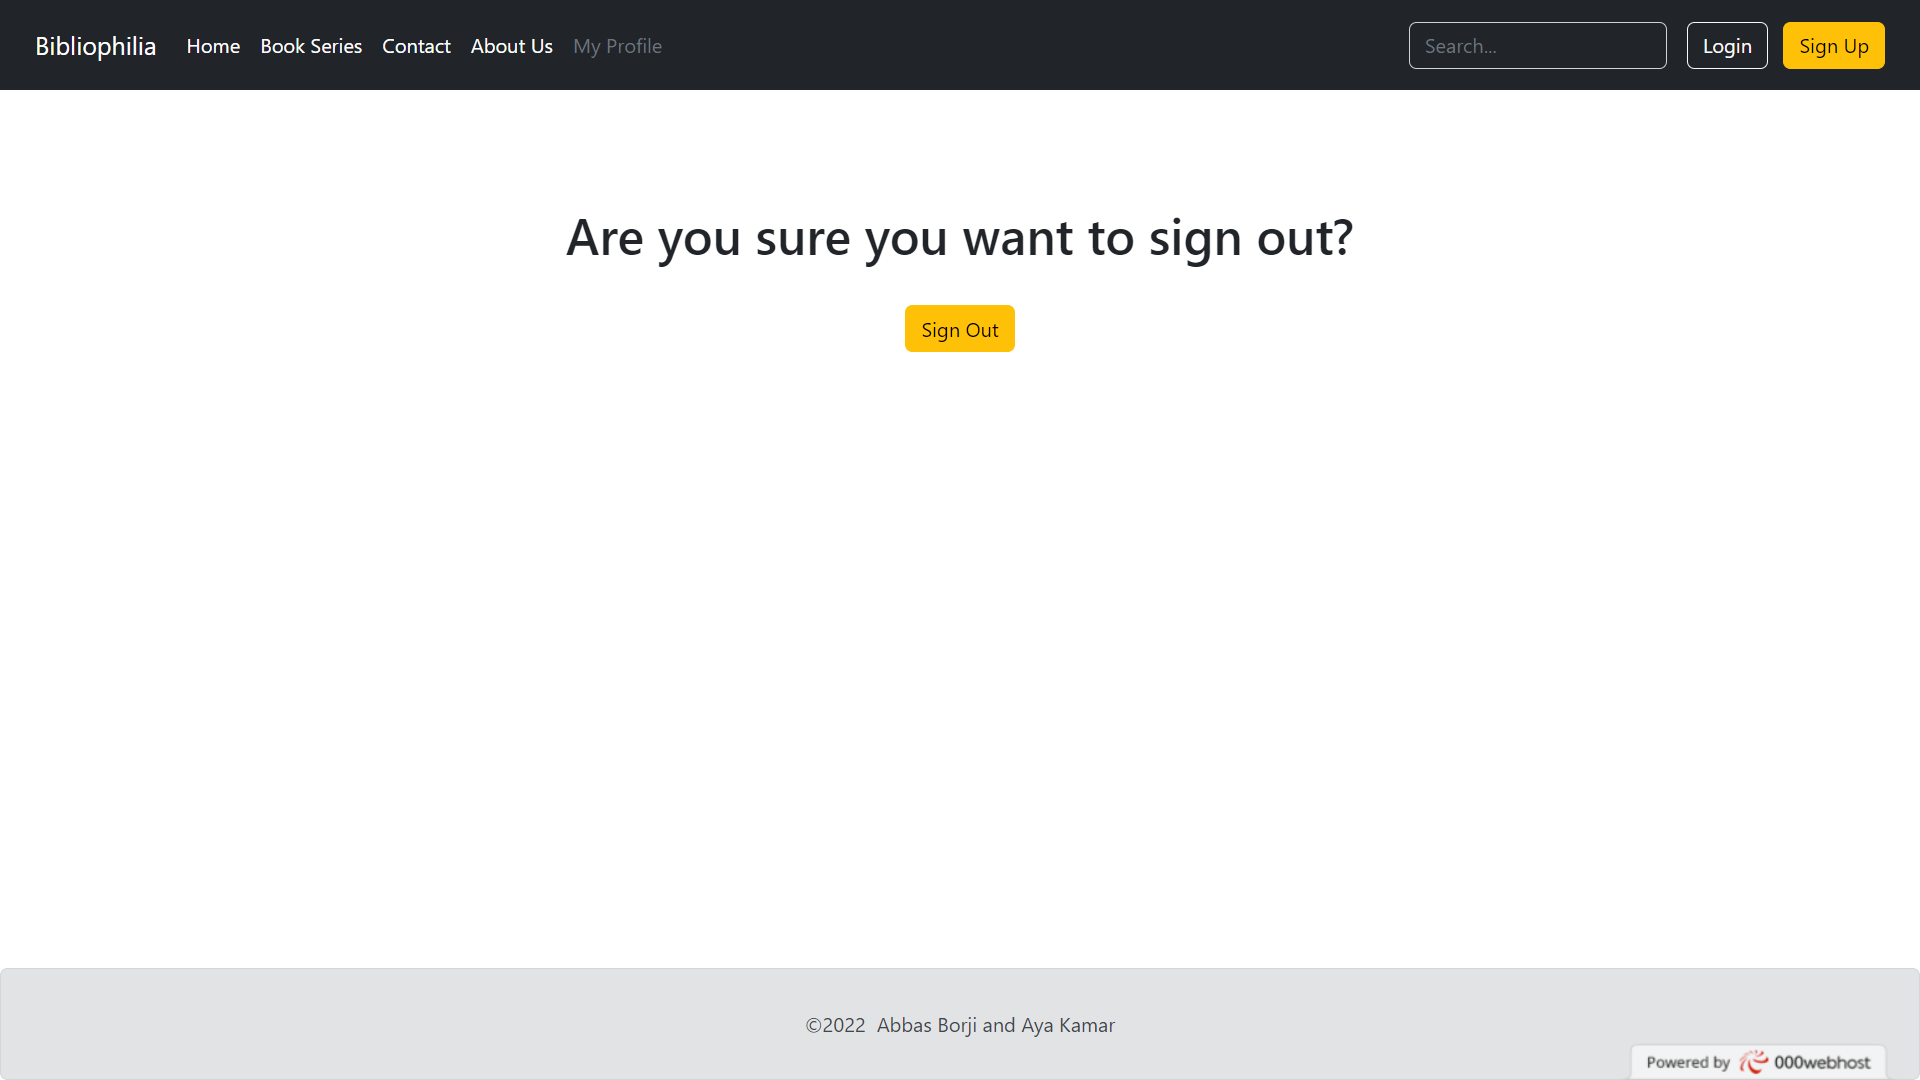 Bibliophilia Home Book Series Contact About Us My Profile Search... Login Sign Up
Are you sure you want to sign out?
Sign Out
©2022 Abbas Borji and Aya Kamar
Powered by 000webhost